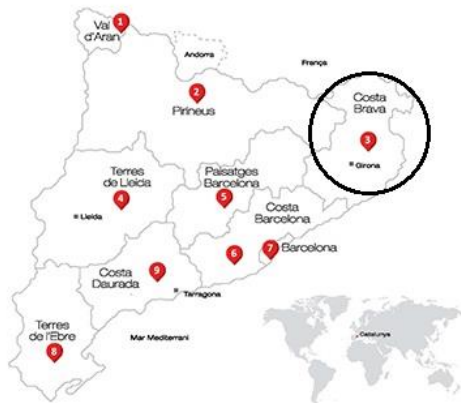 1
Val
d'Aran
Andorra
França
2
Pirineus
Costa
Brava
3
Girona
Terres
de Lleida
4
Lleida
Paisatges
Barcelona
5
Costa
Barcelona
6
7
Barcelona
Costa
Daurada
9
Tarragona
Terres
de l'Ebre
8
Mar Mediterrani
Catalunya